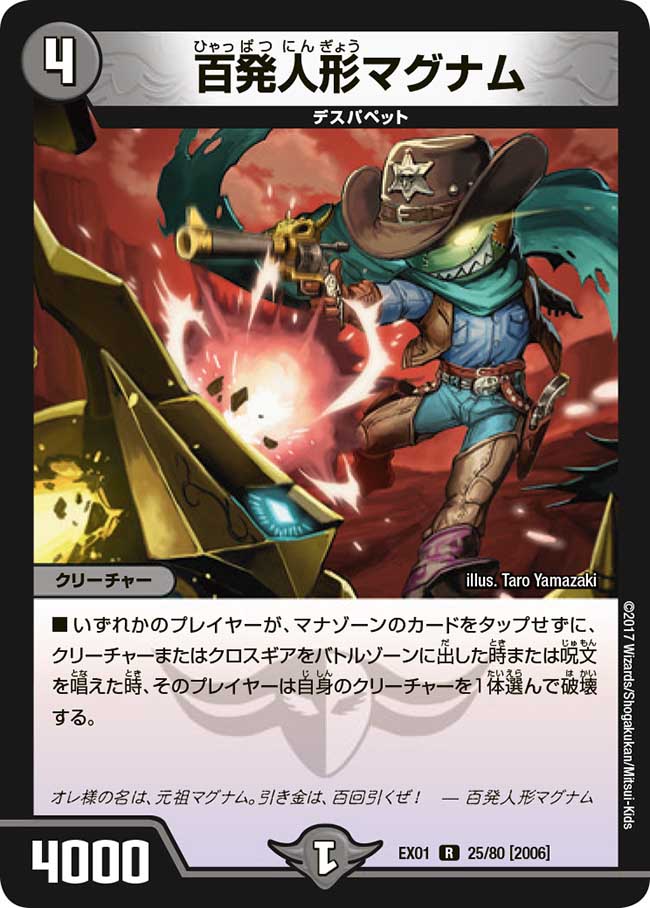 4
ひゃっぱつにんぎょう
百発人形マグナム
デスパペット
クリーチャー
illus. Taro Yamazaki
■いずれかのプレイヤーが、マナゾーンのカードをタップせずに、
クリーチャーまたはクロスギアをバトルゾーンに出した時または呪文
を唱えた時、そのプレイヤーは自身のクリーチャーを1体選んで破壊
する。
オレ様の名は、元祖マグナム。引き金は、百回引くぜ! ― 百発人形マグナム
©2017 Wizards/Shogakukan/Mitsui-Kids
4000
1
EX01 R 25/80 [2006]